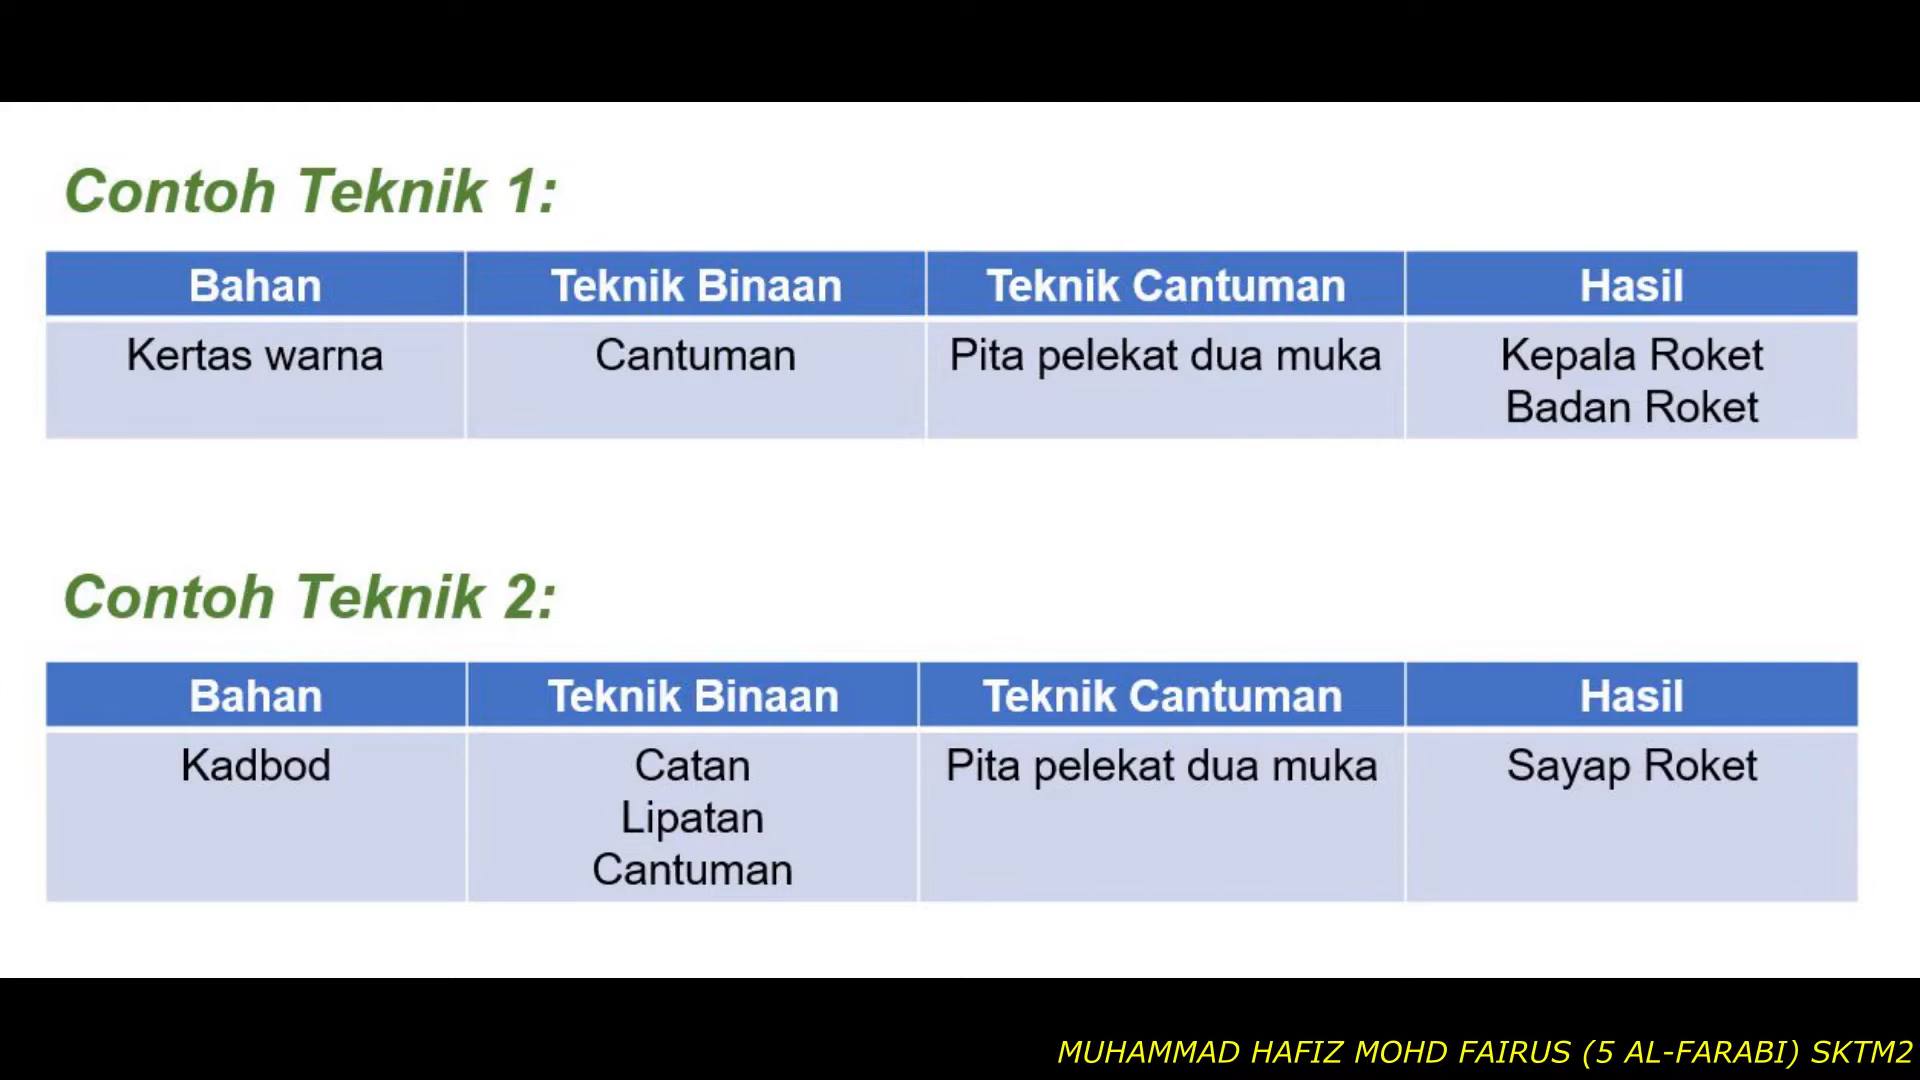 Contoh Teknik 1:
Bahan Teknik Binaan Teknik Cantuman Hasil
Kertas warna Cantuman Pita pelekat dua muka Kepala Roket
Badan Roket
Contoh Teknik 2:
Bahan Teknik Binaan Teknik Cantuman Hasil
Kadbod Catan Pita pelekat dua muka Sayap Roket
Lipatan
Cantuman
MUHAMMAD HAFIZ MOHD FAIRUS (5 AL-FARABI) SKTM2